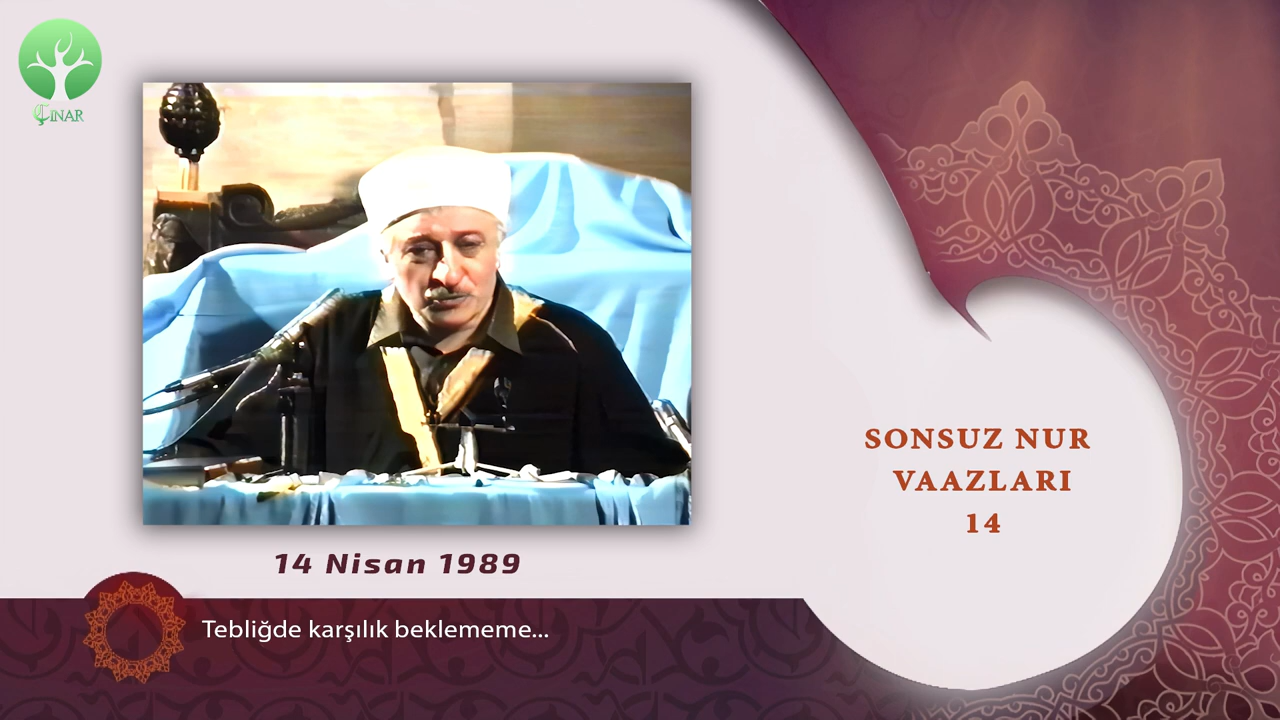 ÇINAR
14 Nisan 1989
SONSUZ NUR
VAAZLARI
14
Tebliğde karşılık beklememe...